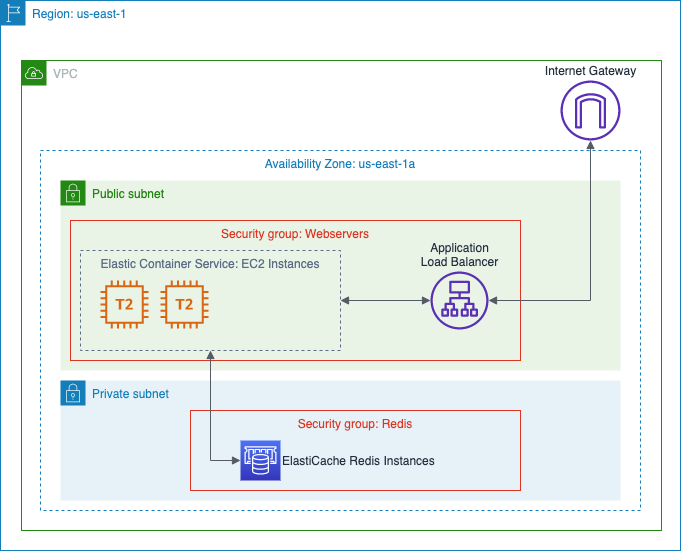 Region: us-east-1
VPC
Internet Gateway
Availability Zone: us-east-1a
Public subnet
Security group: Webservers
Application
Load Balancer
Elastic Container Service: EC2 Instances
T2
T2
Private subnet
Security group: Redis
ElastiCache Redis Instances